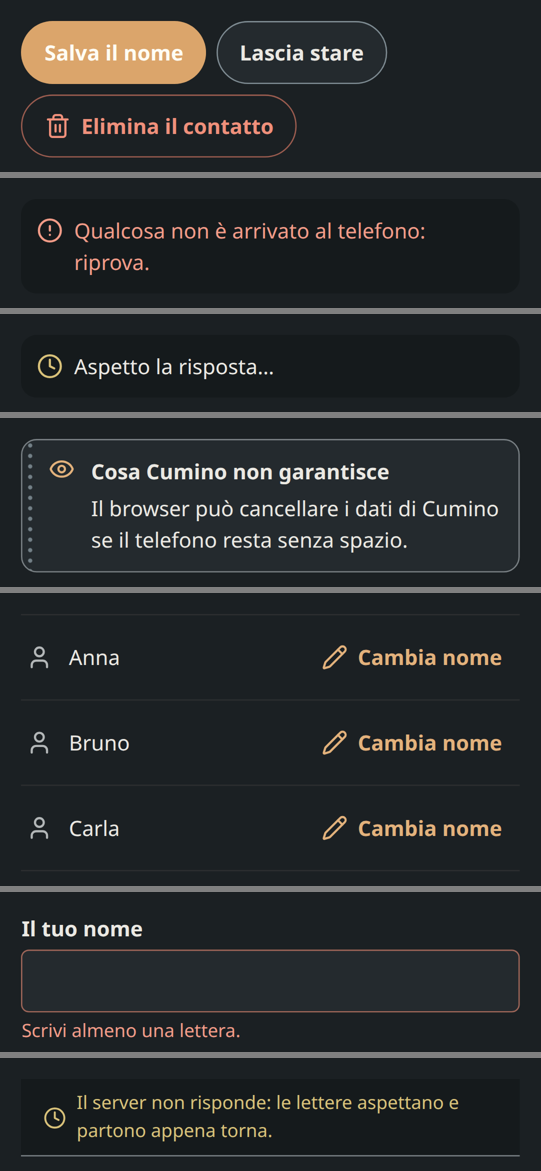 Salva il nome
Lascia stare
Elimina il contatto
Qualcosa non è arrivato al telefono:
riprova.
Aspetto la risposta...
Cosa Cumino non garantisce
Il browser può cancellare i dati di Cumino
se il telefono resta senza spazio.
Anna
Cambia nome
Bruno
Cambia nome
Carla
Cambia nome
Il tuo nome
Scrivi almeno una lettera.
Il server non risponde: le lettere aspettano e
partono appena torna.